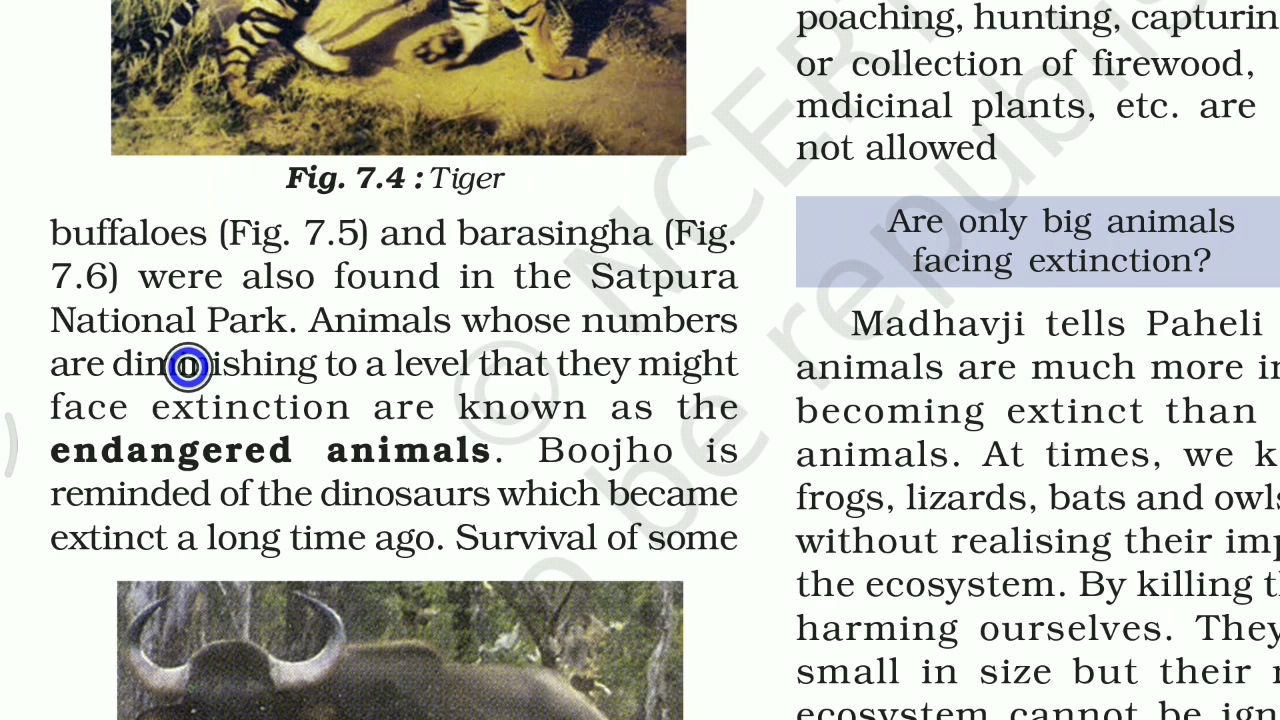 Fig. 7.4 : Tiger
buffaloes (Fig. 7.5) and barasingha (Fig.
7.6) were also found in the Satpura
National Park. Animals whose numbers
are diminishing to a level that they might
face extinction are known as the
endangered animals. Boojho is
reminded of the dinosaurs which became
extinct a long time ago. Survival of some
poaching, hunting,
or collection of firewood,
mdicinal plants, etc. are
not allowed
Are only big animals
facing extinction?
Madhavji tells Paheli
animals are much more
becoming extinct than
animals. At times, we
frogs, lizards, bats and
without realising their
the ecosystem. By killing
harming ourselves. They
small in size but their
ecosystem cannot be
© NCERT
be